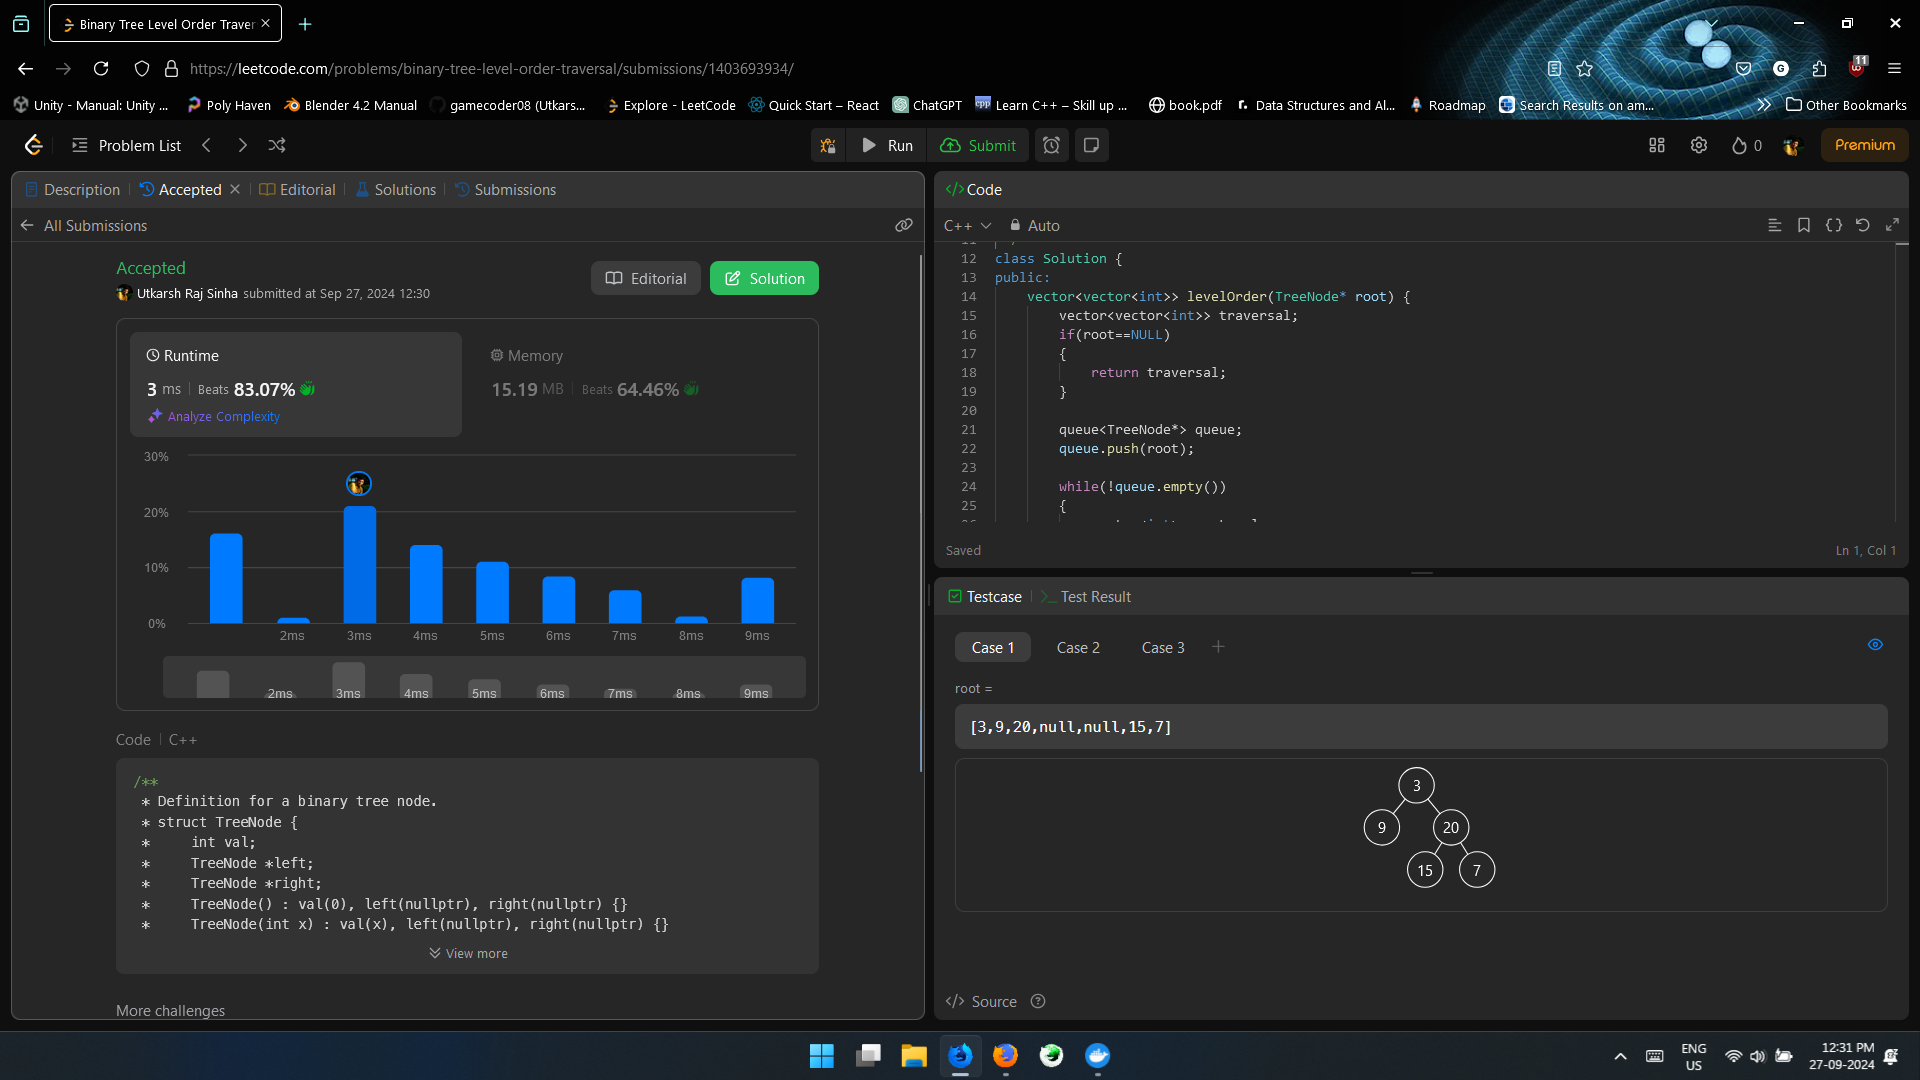 Binary Tree Level Order Traver
https://leetcode.com/problems/binary-tree-level-order-traversal/submissions/1403693934/
11
Unity - Manual: Unity ...
Poly Haven
Blender 4.2 Manual
gamecoder08 (Utkars...
Explore - LeetCode
Quick Start – React
ChatGPT
Learn C++ – Skill up ...
book.pdf
Data Structures and Al...
Roadmap
Search Results on am...
Other Bookmarks
Problem List
Run
Submit
0
Premium
Description
Accepted
Editorial
Solutions
Submissions
All Submissions
Accepted
Utkarsh Raj Sinha submitted at Sep 27, 2024 12:30
Editorial
Solution
Runtime
3 ms
Beats 83.07%
Analyze Complexity
Memory
15.19 MB
Beats 64.46%
30%
20%
10%
0%
2ms 3ms 4ms 5ms 6ms 7ms 8ms 9ms
2ms 3ms 4ms 5ms 6ms 7ms 8ms 9ms
Code
C++
/**
* Definition for a binary tree node.
* struct TreeNode {
* int val;
* TreeNode *left;
* TreeNode *right;
* TreeNode() : val(0), left(nullptr), right(nullptr) {}
* TreeNode(int x) : val(x), left(nullptr), right(nullptr) {}
View more
More challenges
</> Code
C++
Auto
12 class Solution {
13 public:
14 vector<vector<int>> levelOrder(TreeNode* root) {
15 vector<vector<int>> traversal;
16 if(root==NULL)
17 {
18 return traversal;
19 }
20
21 queue<TreeNode*> queue;
22 queue.push(root);
23
24 while(!queue.empty())
25 {
Saved
Ln 1, Col 1
Testcase
Test Result
Case 1
Case 2
Case 3
root =
[3,9,20,null,null,15,7]
3
9
20
15
7
</> Source
ENG
US
12:31 PM
27-09-2024